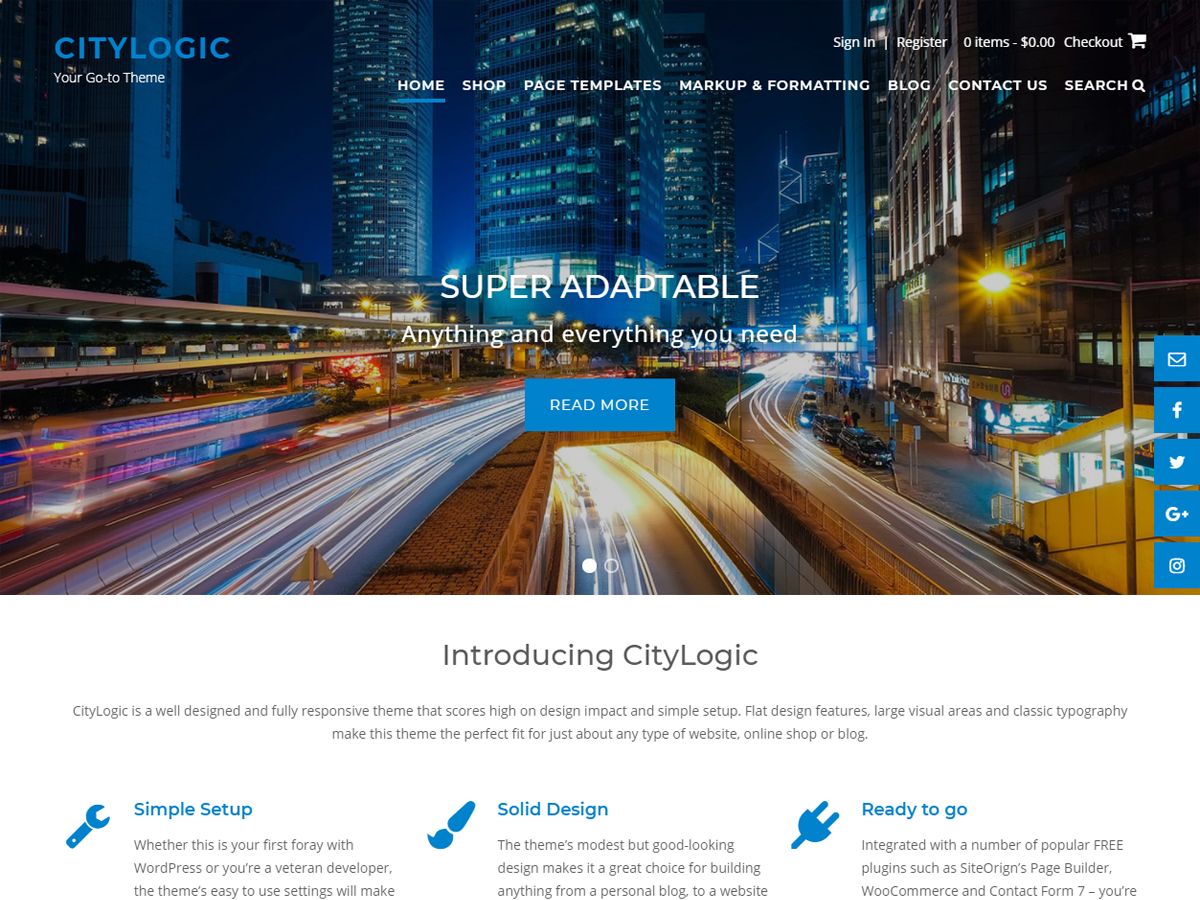 CITYLOGIC
Your Go-to Theme
Sign In | Register 0 items - $0.00 Checkout
HOME SHOP PAGE TEMPLATES MARKUP & FORMATTING BLOG CONTACT US SEARCH
SUPER ADAPTABLE
Anything and everything you need
READ MORE
Introducing CityLogic
CityLogic is a well designed and fully responsive theme that scores high on design impact and simple setup. Flat design features, large visual areas and classic typography
make this theme the perfect fit for just about any type of website, online shop or blog.
Simple Setup
Whether this is your first foray with
WordPress or you’re a veteran developer,
the theme’s easy to use settings will make
Solid Design
The theme’s modest but good-looking
design makes it a great choice for building
anything from a personal blog, to a website
Ready to go
Integrated with a number of popular FREE
plugins such as SiteOrign’s Page Builder,
WooCommerce and Contact Form 7 – you’re